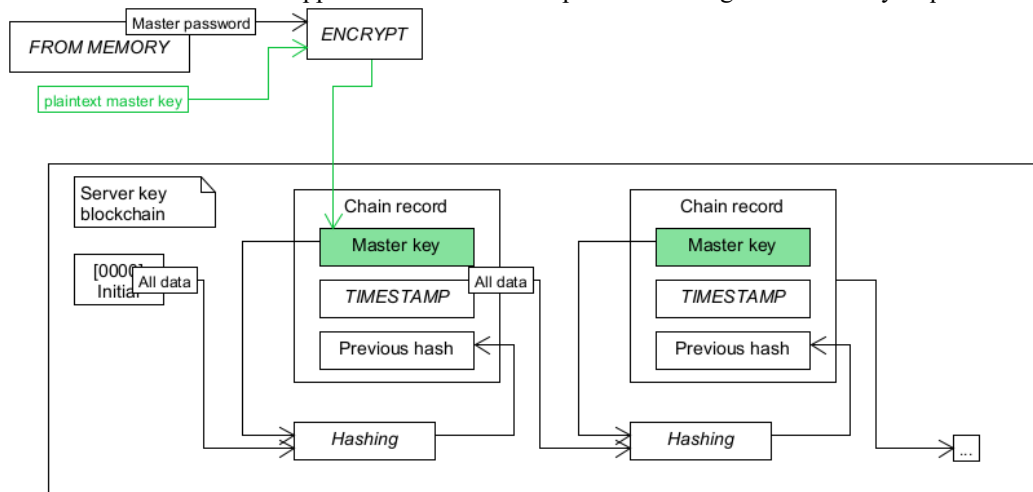 Master password
FROM MEMORY
ENCRYPT
plaintext master key
Server key
blockchain
[0000]
Initial
All data
Chain record
Master key
TIMESTAMP
Previous hash
Hashing
All data
Chain record
Master key
TIMESTAMP
Previous hash
Hashing
...